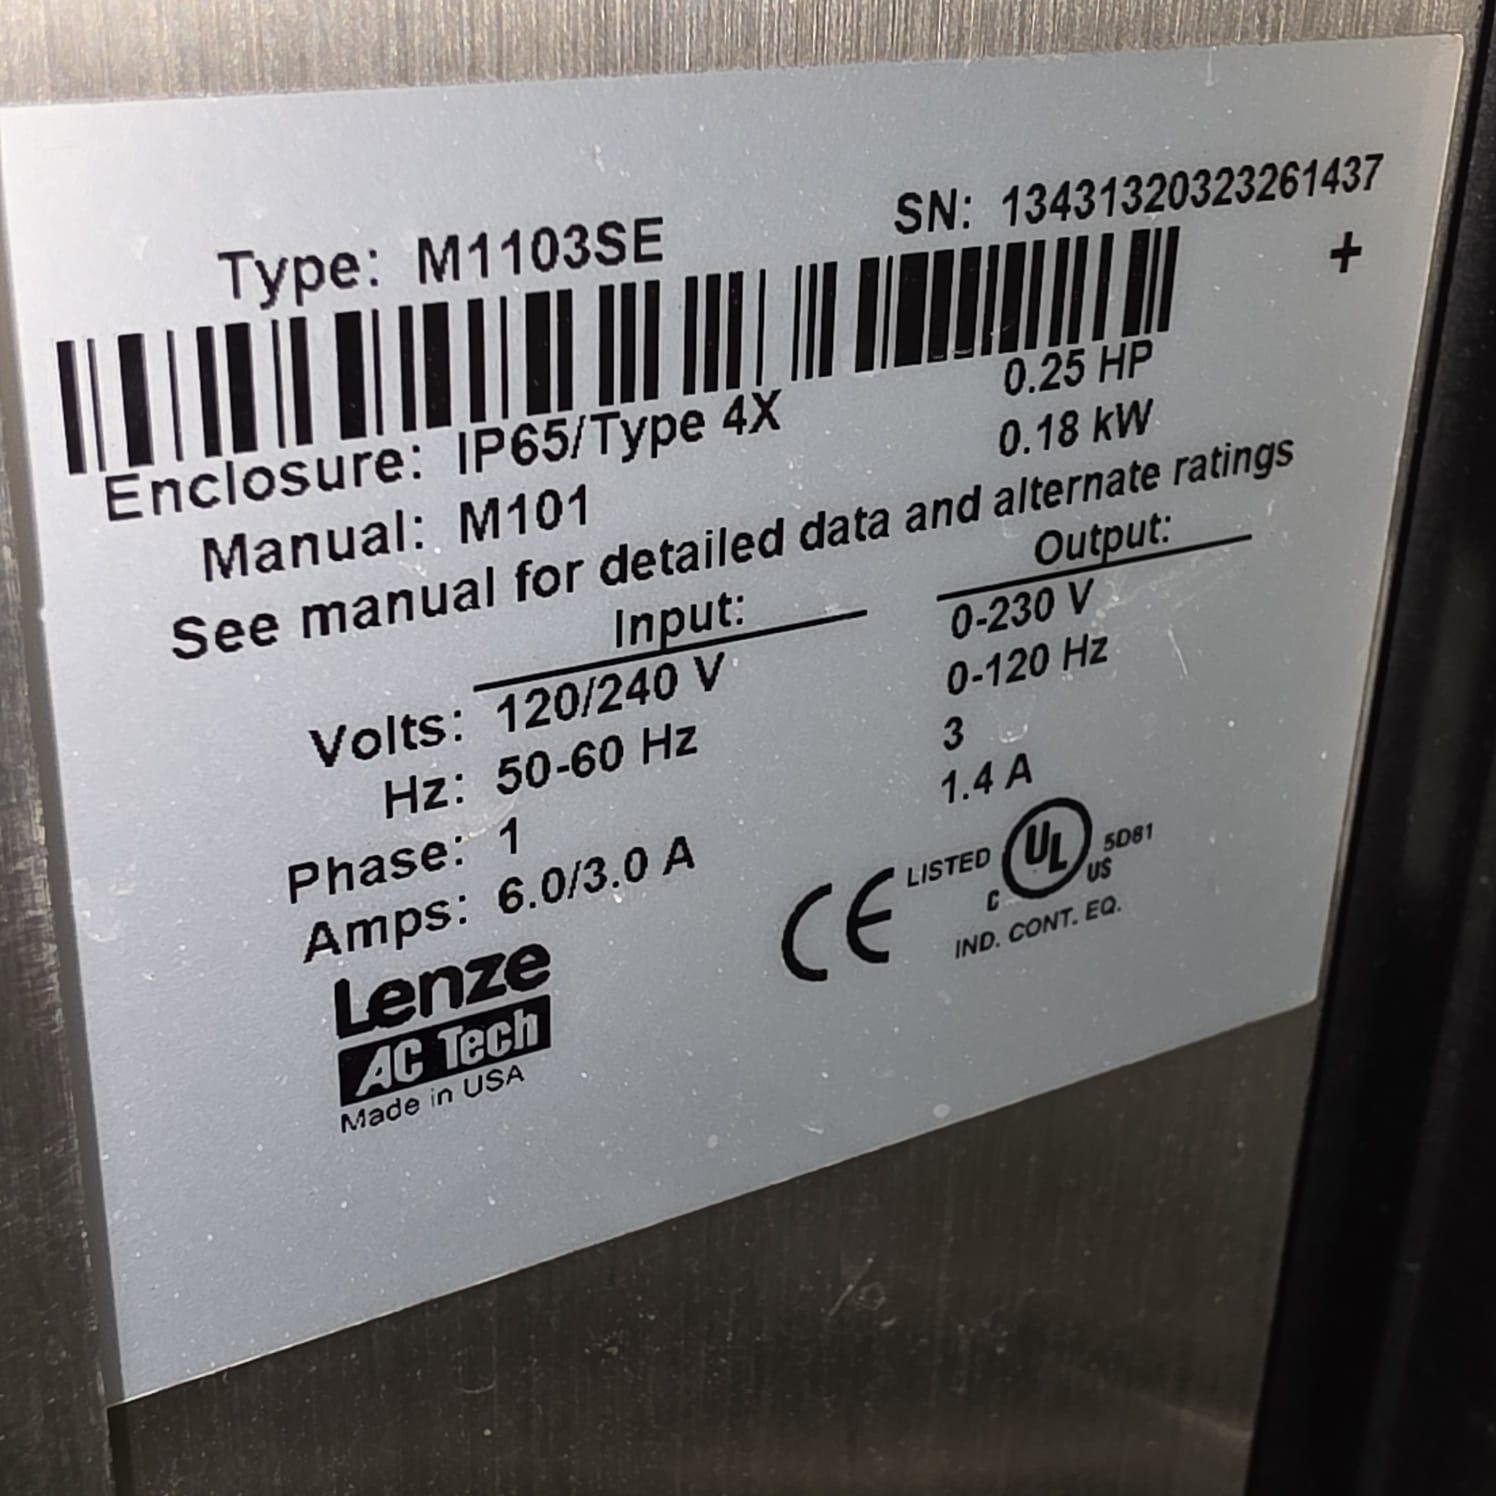 Type: M1103SE
SN: 13431320323261437
+
Enclosure: IP65/Type 4X
0.25 HP
Manual: M101
0.18 kW
See manual for detailed data and alternate ratings
Input: Output:
Volts: 120/240 V 0-230 V
Hz: 50-60 Hz 0-120 Hz
Phase: 1 3
Amps: 6.0/3.0 A 1.4 A
Lenze
AC Tech
Made in USA
CE
LISTED
C UL US
5D81
IND. CONT. EQ.